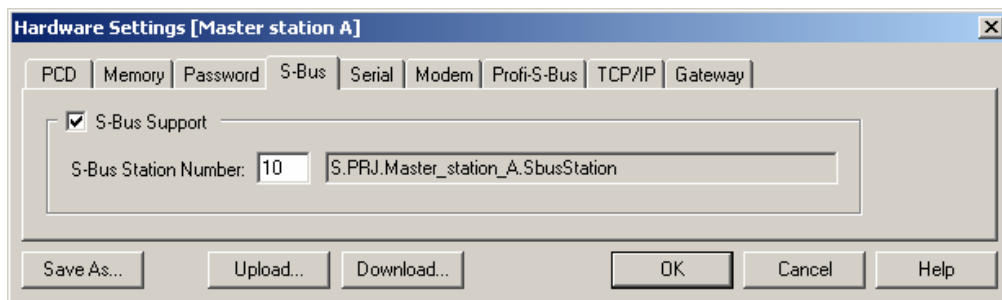 Hardware Settings [Master station A]
PCD Memory Password S-Bus Serial Modem Profi-S-Bus TCP/IP Gateway
S-Bus Support
S-Bus Station Number: 10 S.PRJ.Master_station_A.SbusStation
Save As... Upload... Download... OK Cancel Help